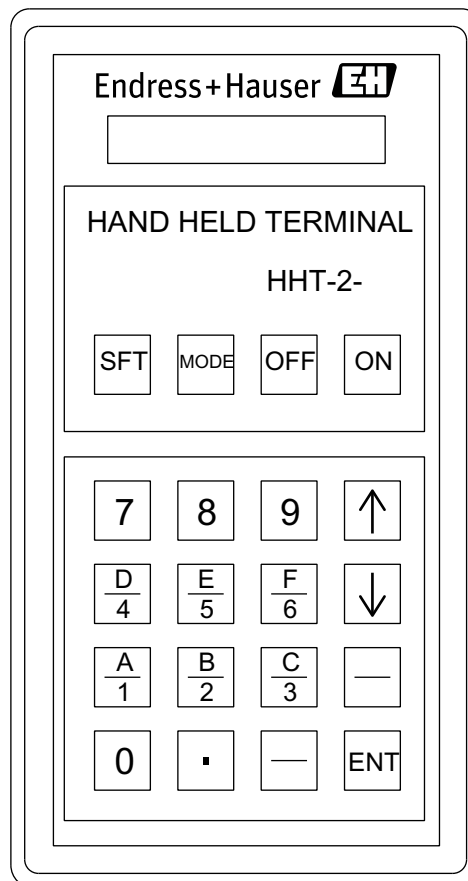 Endress+Hauser EH
HAND HELD TERMINAL
HHT-2-
SFT MODE OFF ON
7 8 9 ↑
D E F ↓
4 5 6
A B C —
1 2 3
0 . — ENT